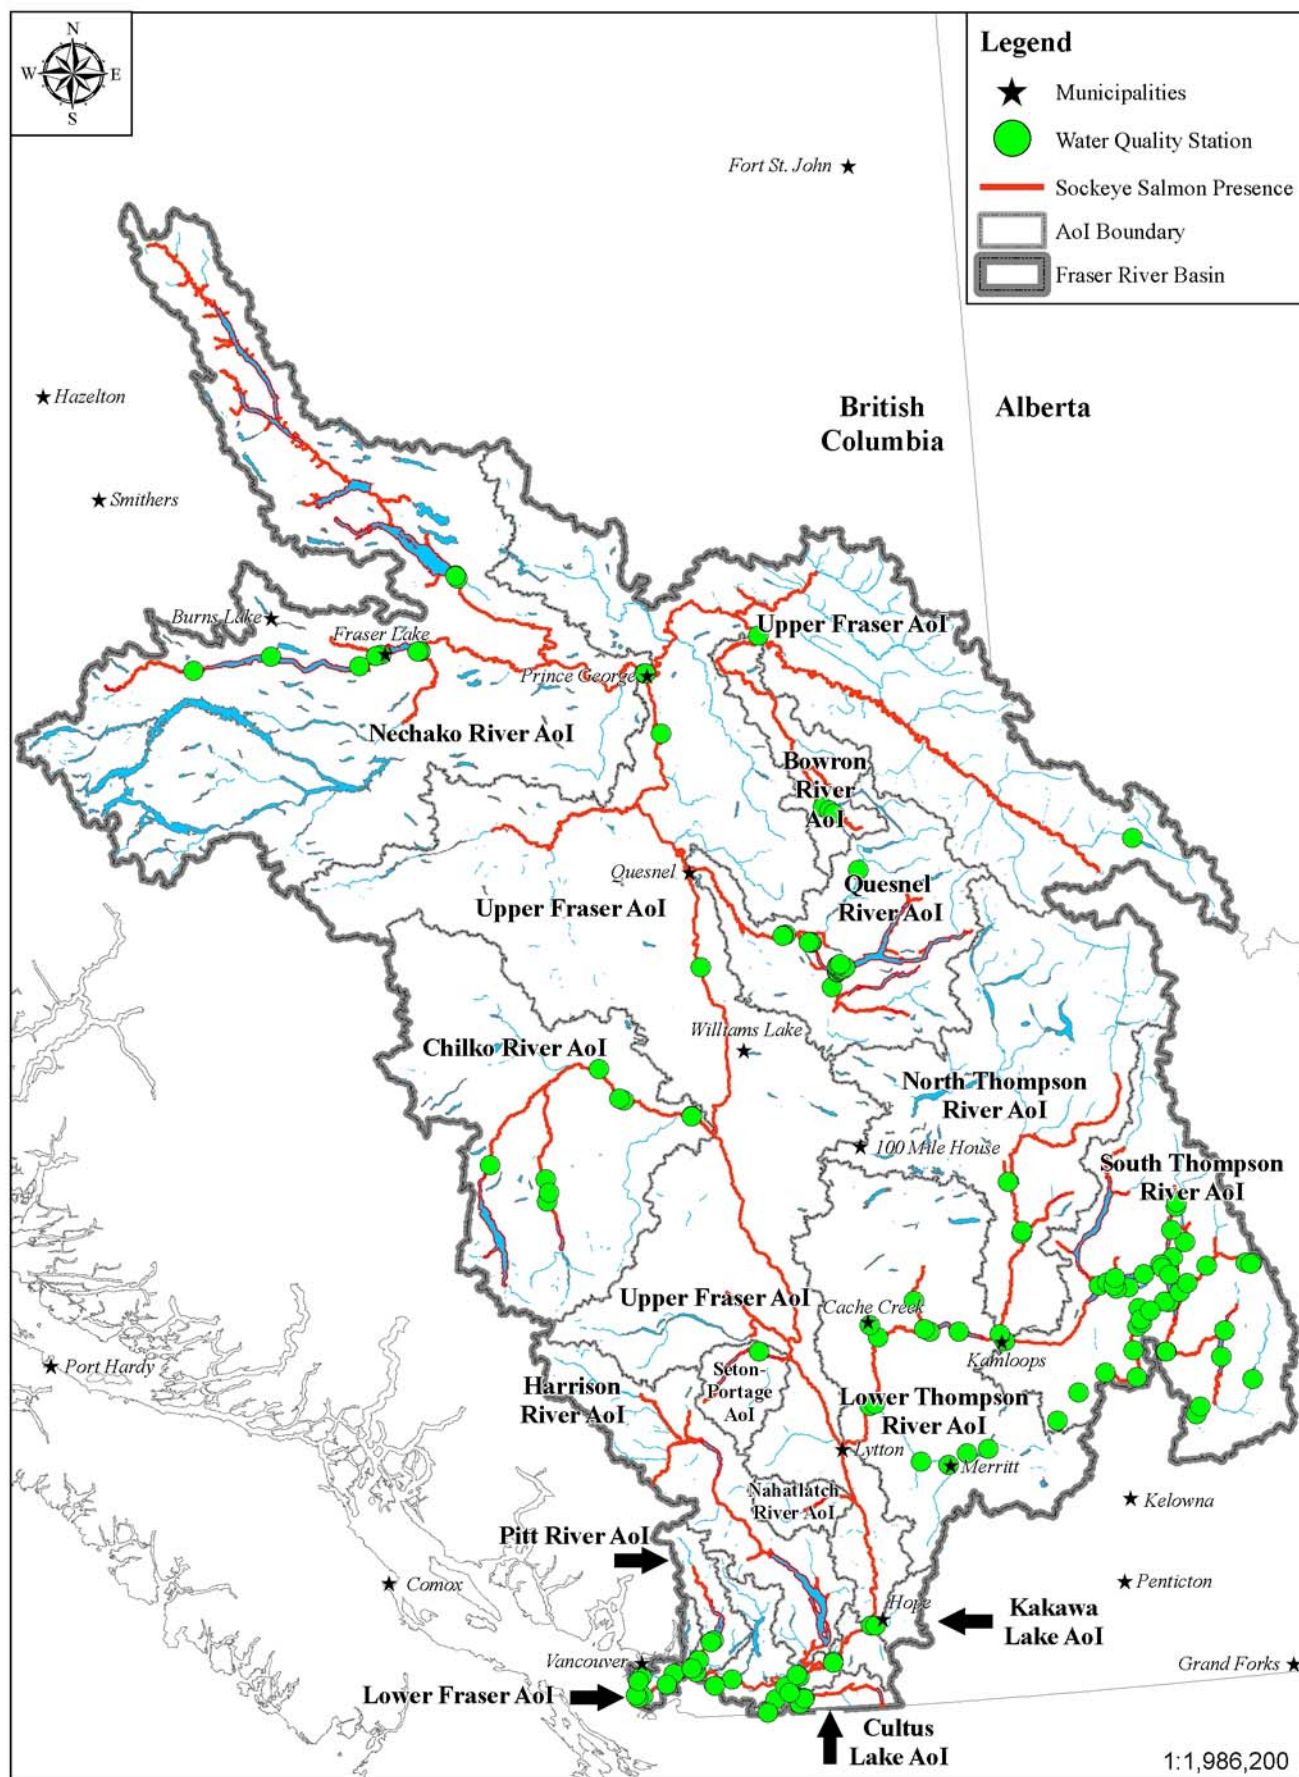 N
W
E
S
Legend
Municipalities
Water Quality Station
Sockeye Salmon Presence
AoI Boundary
Fraser River Basin
Fort St. John
Hazelton
British
Columbia
Alberta
Smithers
Burns Lake
Fraser Lake
Upper Fraser AoI
Prince George
Nechako River AoI
Bowron
River
AoI
Quesnel
Quesnel
River AoI
Upper Fraser AoI
Williams Lake
Chilko River AoI
North Thompson
River AoI
100 Mile House
South Thompson
River AoI
Upper Fraser AoI
Cache Creek
Port Hardy
Kamloops
Seton-
Portage
AoI
Harrison
River AoI
Lower Thompson
River AoI
Lytton
Merritt
Nahatlatch
River AoI
Kelowna
Pitt River AoI
Comox
Penticton
Hope
Kakawa
Lake AoI
Vancouver
Grand Forks
Lower Fraser AoI
Cultus
Lake AoI
1:1,986,200